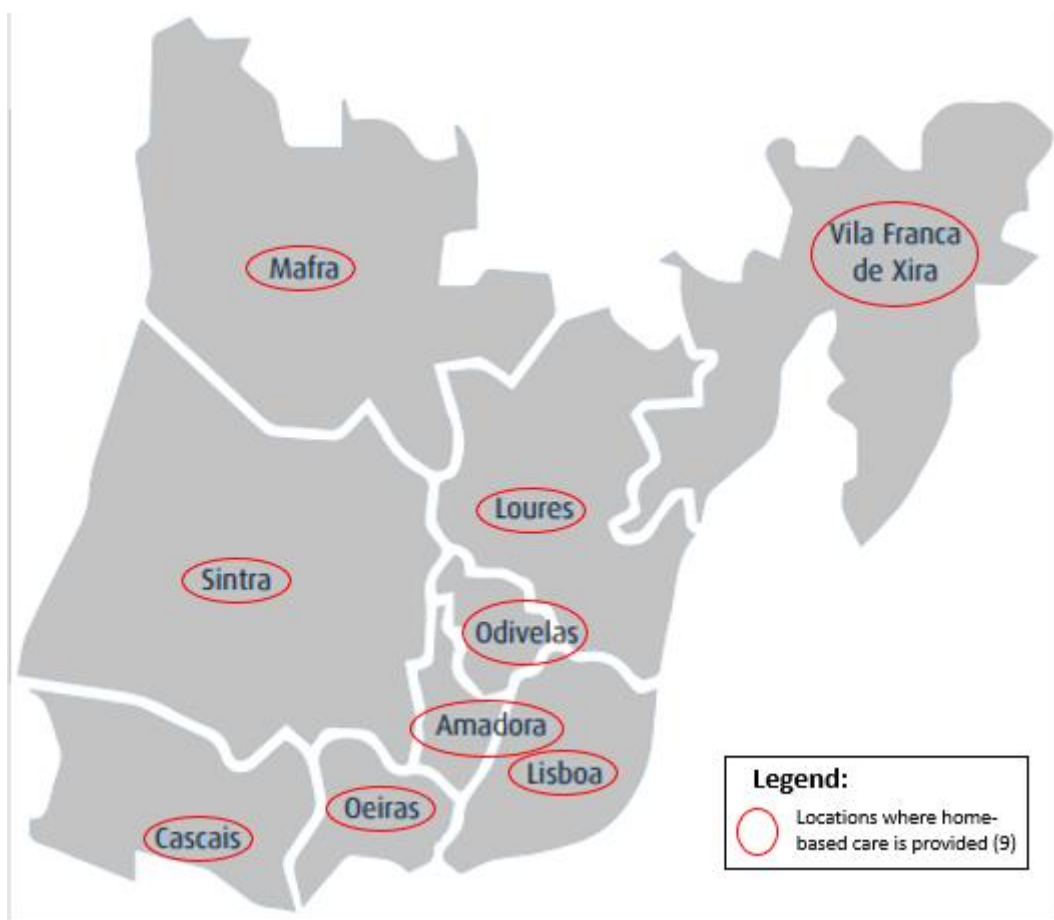 Mafra
Vila Franca
de Xira
Loures
Sintra
Odivelas
Amadora
Lisboa
Oeiras
Cascais
Legend:
Locations where home-
based care is provided (9)